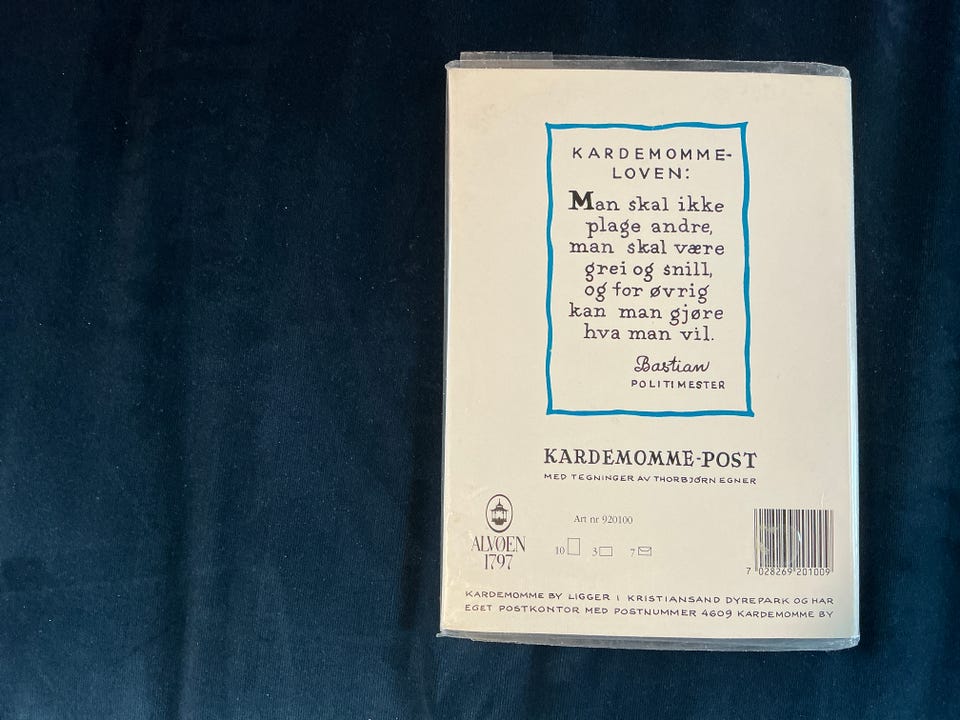 KARDEMOMME-
LOVEN:
Man skal ikke
plage andre,
man skal være
grei og snill,
og for øvrig
kan man gjøre
hva man vil.
Bastian
POLITIMESTER
KARDEMOMME-POST
MED TEGNINGER AV THORBJØRN EGNER
Art nr 920100
ALVØEN
1797
10 3 7
7 028269 201009
KARDEMOMME BY LIGGER I KRISTIANSAND DYREPARK OG HAR
EGET POSTKONTOR MED POSTNUMMER 4609 KARDEMOMME BY